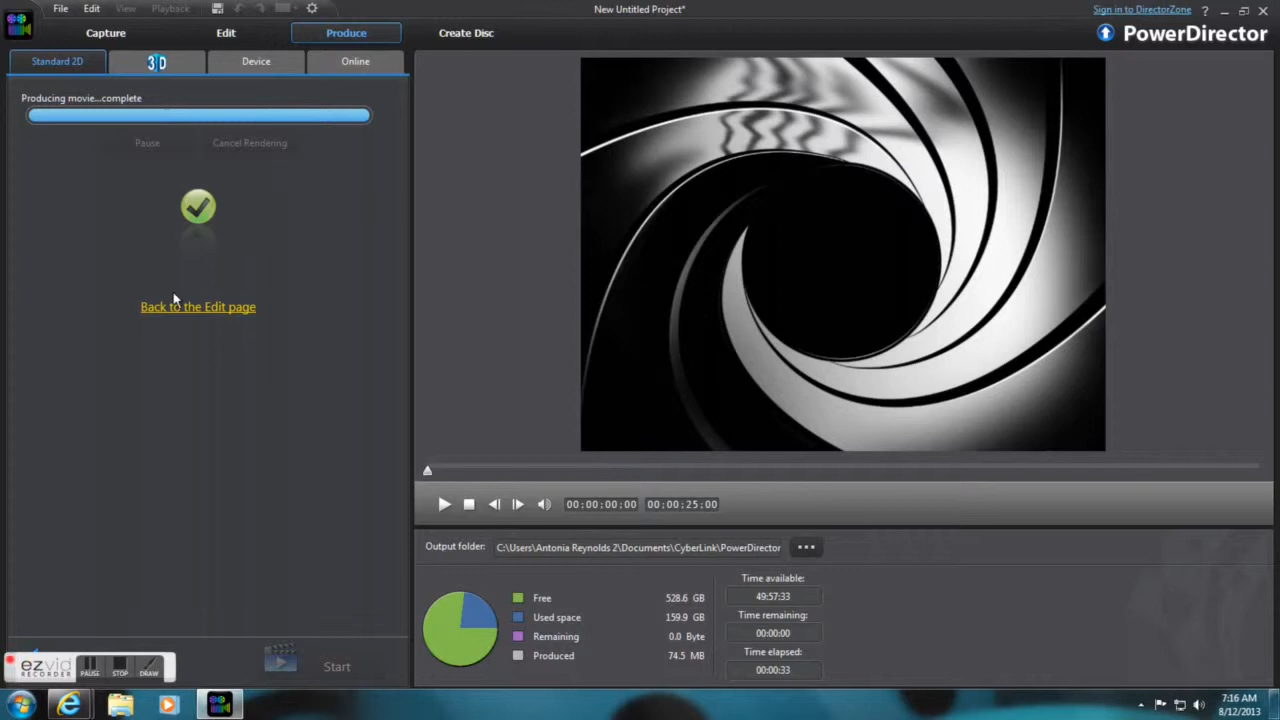 File Edit View Playback
New Untitled Project*
Sign in to DirectorZone ?
Capture Edit Produce Create Disc
PowerDirector
Standard 2D 3D Device Online
Producing movie...complete
Pause Cancel Rendering
Back to the Edit page
00:00:00:00 00:00:25:00
Output folder: C:\Users\Antonia Reynolds 2\Documents\CyberLink\PowerDirector ...
Free 528.6 GB
Used space 159.9 GB
Remaining 0.0 Byte
Produced 74.5 MB
Time available:
49:57:33
Time remaining:
00:00:00
Time elapsed:
00:00:33
Start
ezvid
RECORDER
PAUSE STOP DRAW
7:16 AM
8/12/2013